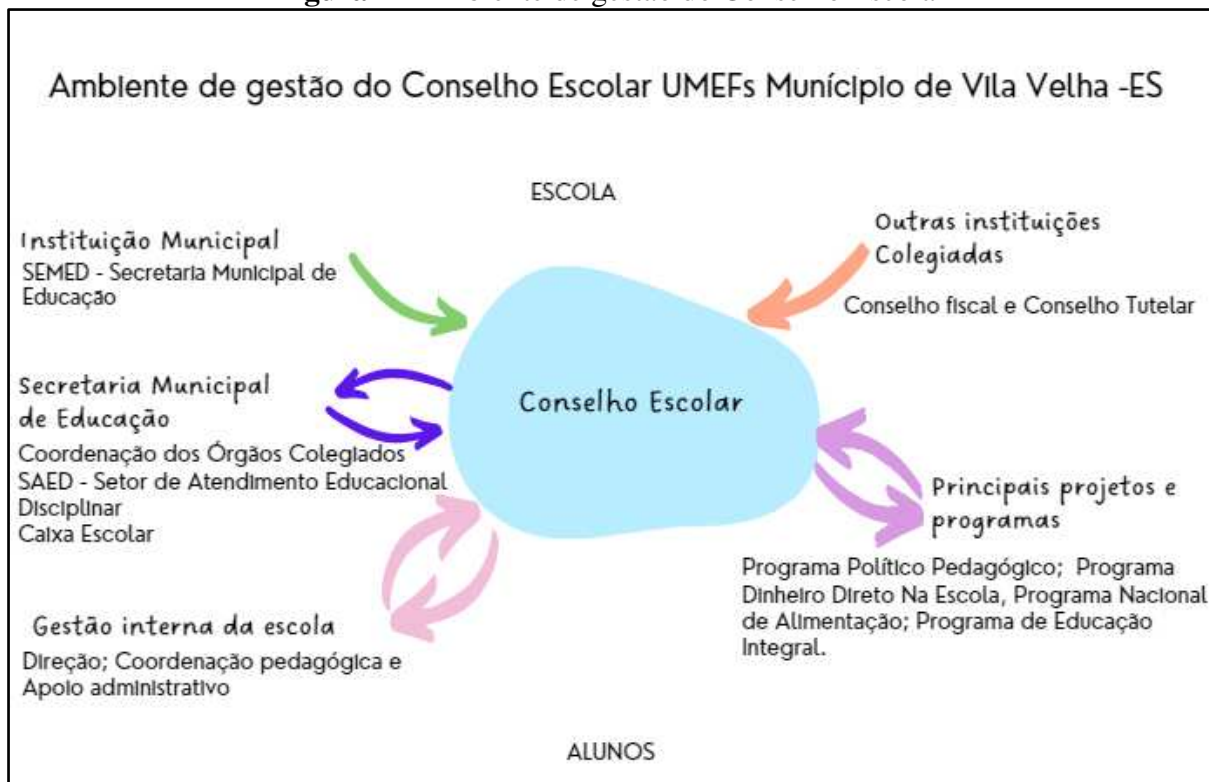 Ambiente de gestão do Conselho Escolar UMEFs Munícipio de Vila Velha -ES
ESCOLA
Instituição Municipal
SEMED - Secretaria Municipal de
Educação
Outras instituições
Colegiadas
Conselho fiscal e Conselho Tutelar
Secretaria Municipal
de Educação
Coordenação dos Órgãos Colegiados
SAED - Setor de Atendimento Educacional
Disciplinar
Caixa Escolar
Conselho Escolar
Principais projetos e
programas
Programa Político Pedagógico; Programa
Dinheiro Direto Na Escola, Programa Nacional
de Alimentação; Programa de Educação
Integral.
Gestão interna da escola
Direção; Coordenação pedagógica e
Apoio administrativo
ALUNOS